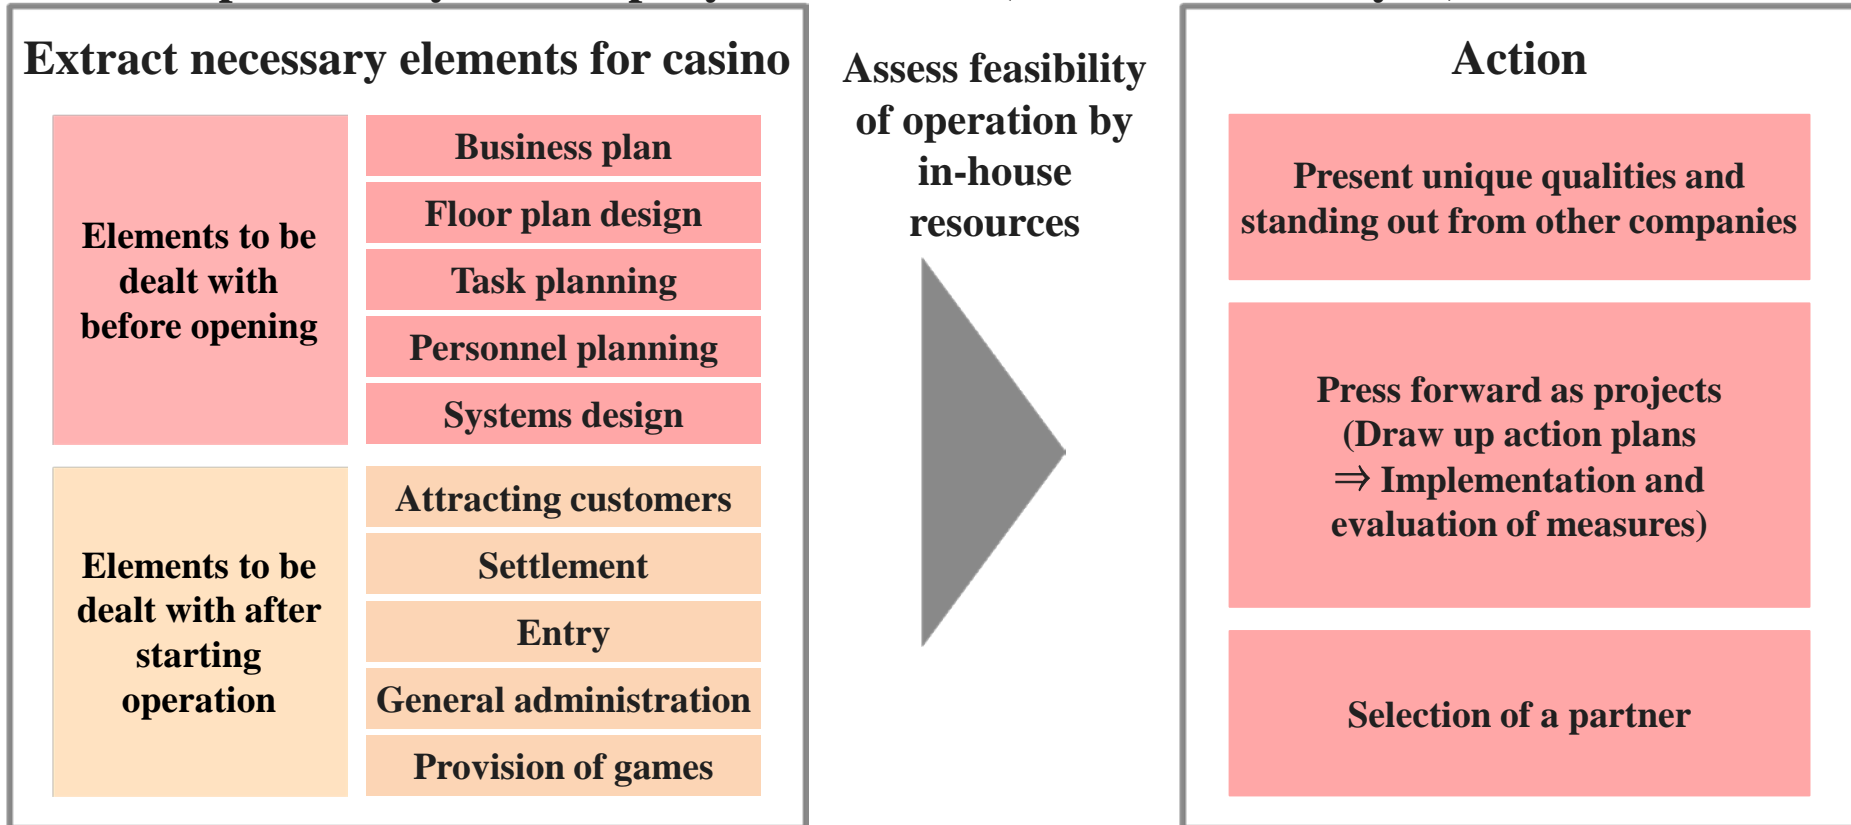 Extract necessary elements for casino
Elements to be
dealt with
before opening
Business plan
Floor plan design
Task planning
Personnel planning
Systems design
Elements to be
dealt with after
starting
operation
Attracting customers
Settlement
Entry
General administration
Provision of games
Assess feasibility
of operation by
in-house
resources
Action
Present unique qualities and
standing out from other companies
Press forward as projects
(Draw up action plans
⇒ Implementation and
evaluation of measures)
Selection of a partner